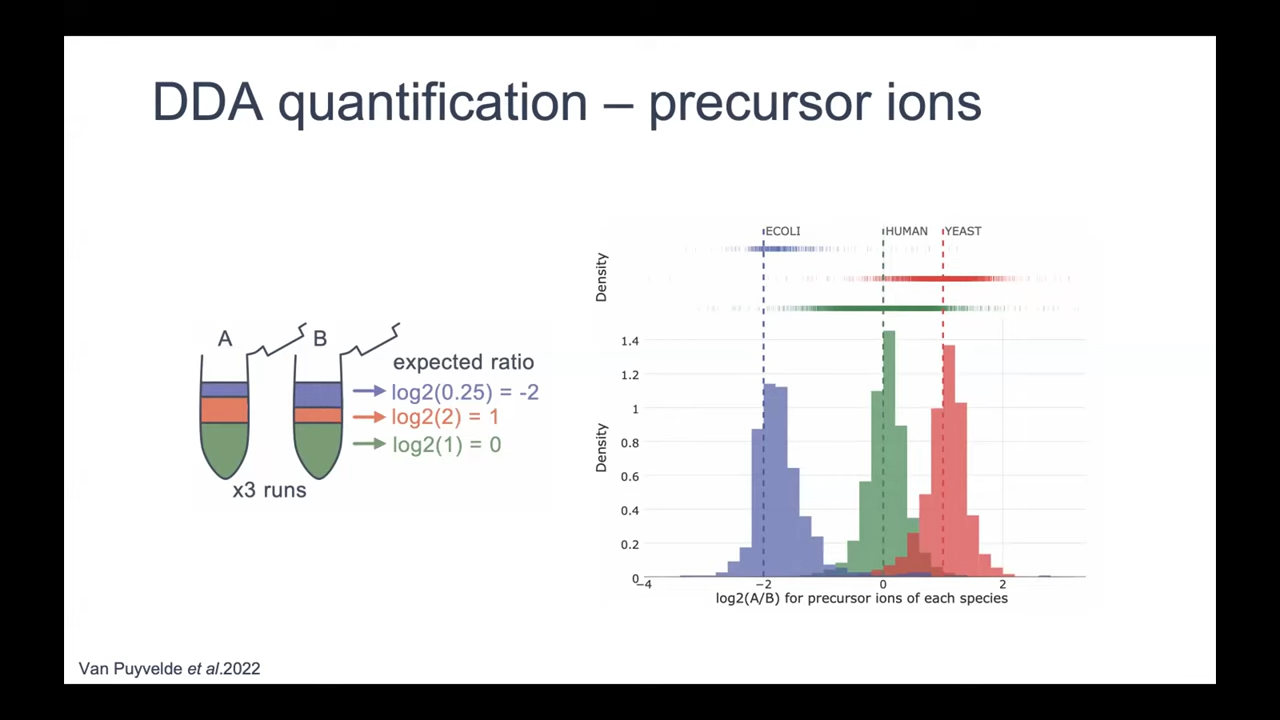 DDA quantification – precursor ions
A
B
expected ratio
log2(0.25) = -2
log2(2) = 1
log2(1) = 0
x3 runs
ECOLI
HUMAN
YEAST
Density
1.4
1.2
1
0.8
0.6
0.4
0.2
0
Density
−4
−2
0
2
log2(A/B) for precursor ions of each species
Van Puyvelde et al.2022